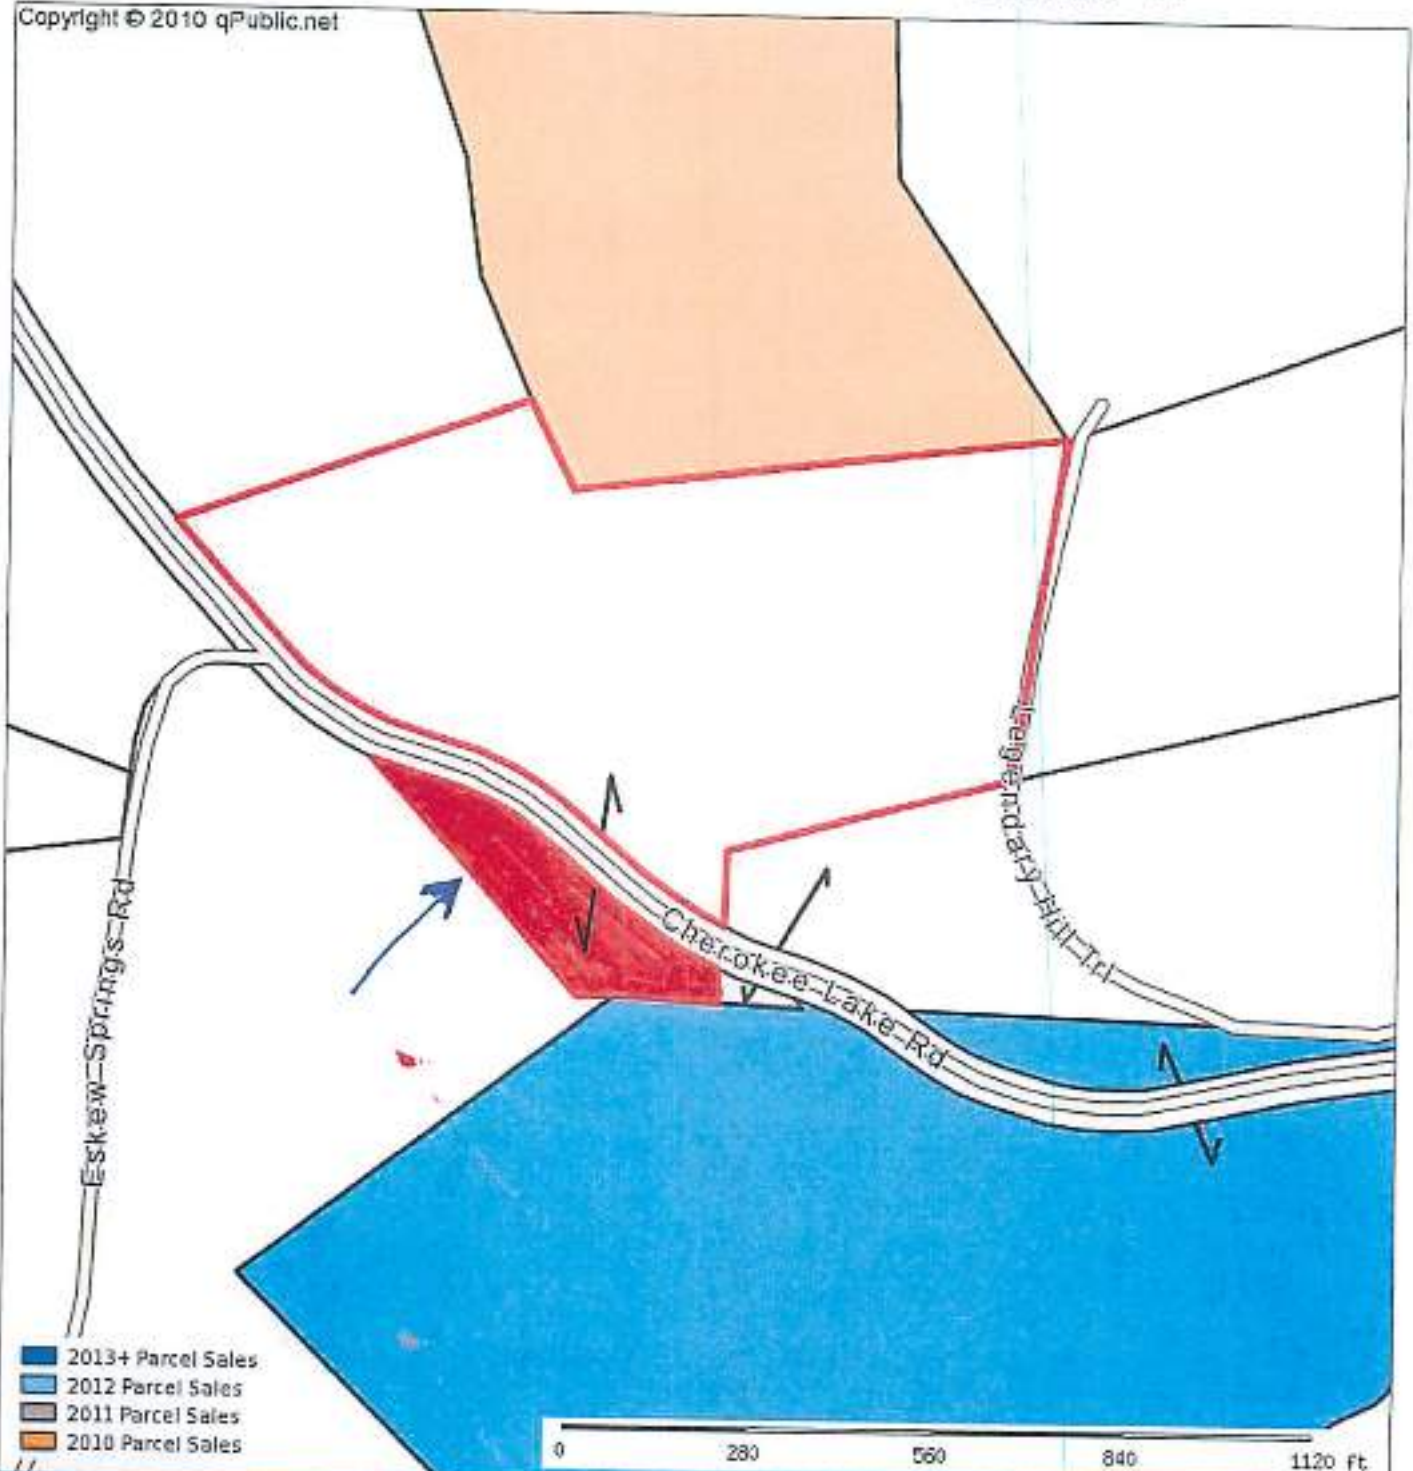 Copyright © 2010 qPublic.net
Legendary Hill Trl
Cherokee Lake Rd
Eskew Springs Rd
2013+ Parcel Sales
2012 Parcel Sales
2011 Parcel Sales
2010 Parcel Sales
0 280 560 840 1120 ft